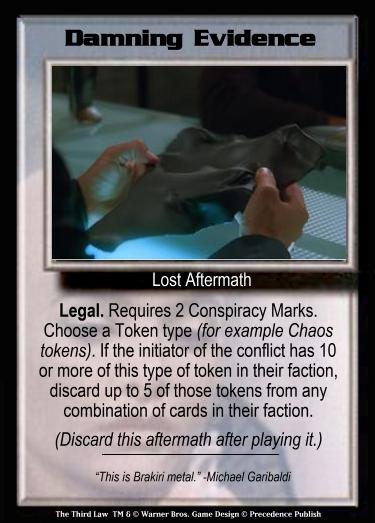 Damning Evidence
Lost Aftermath
Legal. Requires 2 Conspiracy Marks.
Choose a Token type (for example Chaos
tokens). If the initiator of the conflict has 10
or more of this type of token in their faction,
discard up to 5 of those tokens from any
combination of cards in their faction.
(Discard this aftermath after playing it.)
“This is Brakiri metal.” -Michael Garibaldi
The Third Law TM & © Warner Bros. Game Design © Precedence Publish